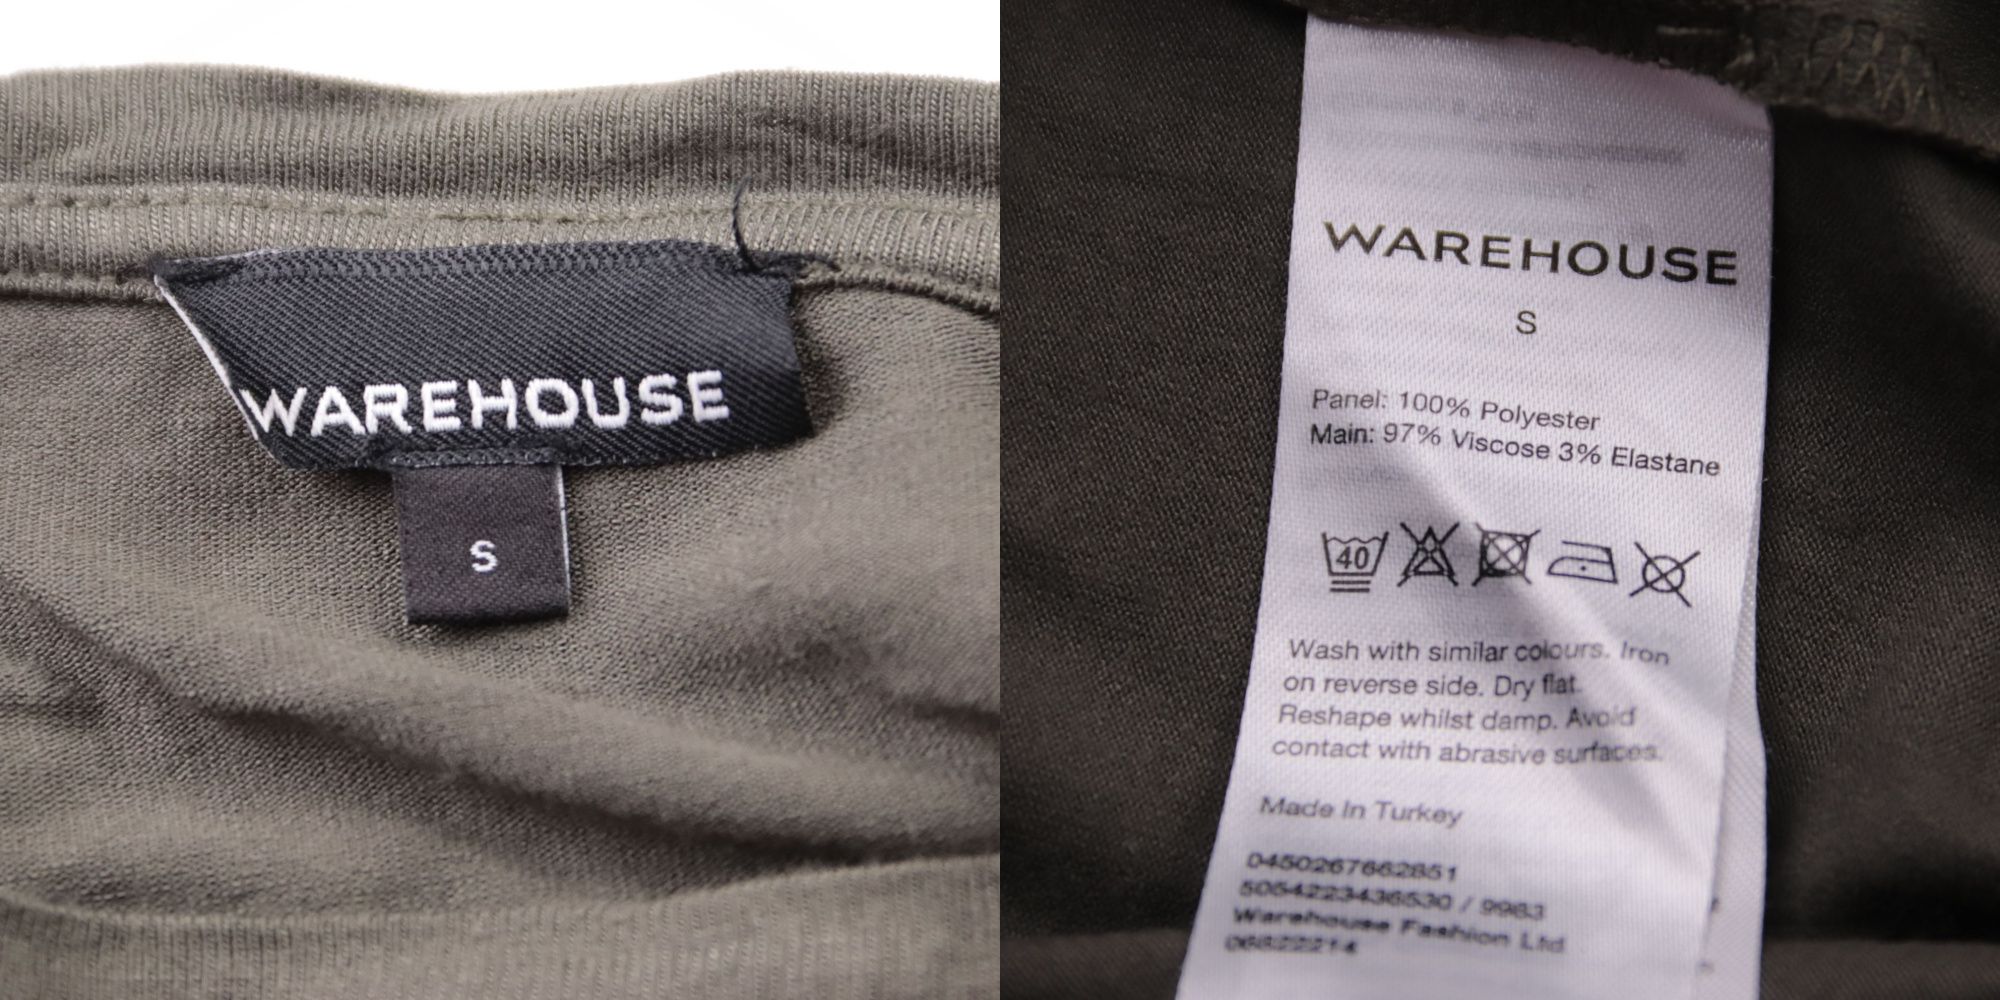 WAREHOUSE
S
WAREHOUSE
S
Panel: 100% Polyester
Main: 97% Viscose 3% Elastane
40
Wash with similar colours. Iron
on reverse side. Dry flat.
Reshape whilst damp. Avoid
contact with abrasive surfaces.
Made In Turkey
0450267662851
5054223436530 / 9983
Warehouse Fashion Ltd
06822214